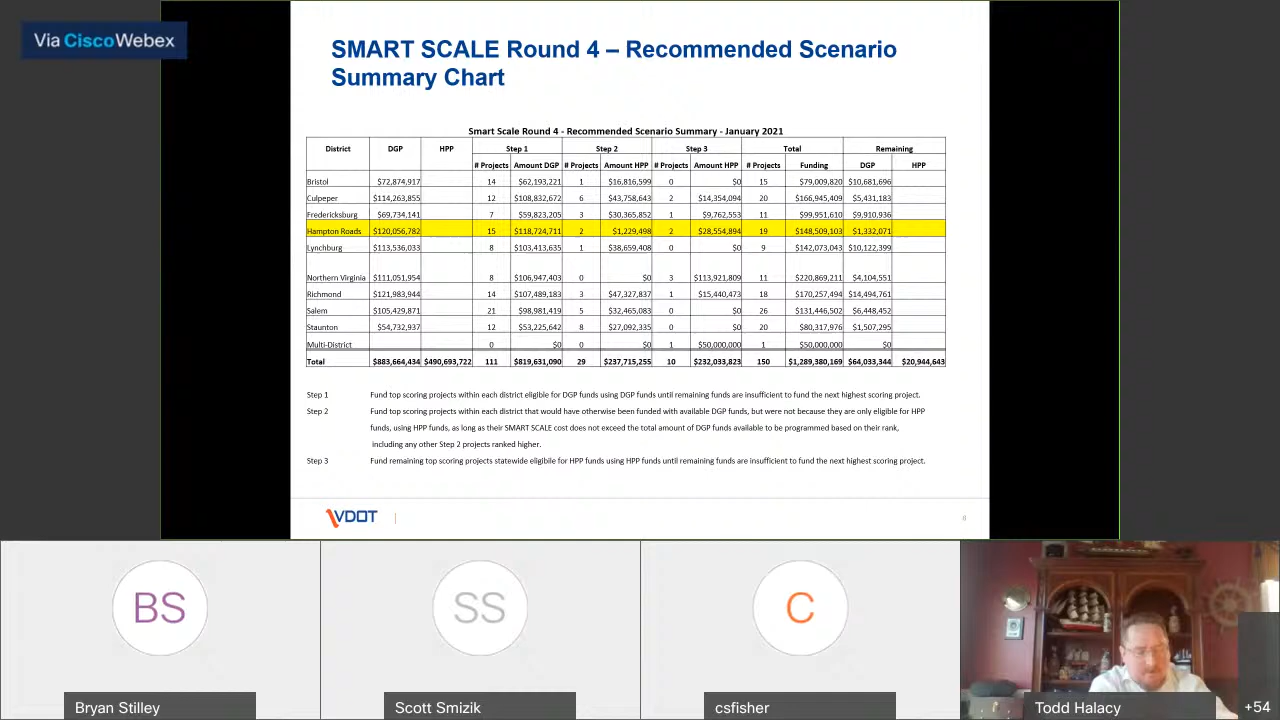 Via Cisco Webex
SMART SCALE Round 4 – Recommended Scenario
Summary Chart
Smart Scale Round 4 - Recommended Scenario Summary - January 2021
District DGP HPP Step 1 Step 2 Step 3 Total Remaining
# Projects Amount DGP # Projects Amount HPP # Projects Amount HPP # Projects Funding DGP HPP
Bristol $72,874,917 14 $62,193,221 1 $16,816,599 0 $0 15 $79,009,820 $10,681,696
Culpeper $114,263,855 12 $108,832,672 6 $43,758,643 2 $14,354,094 20 $166,945,409 $5,431,183
Fredericksburg $69,734,141 7 $59,823,205 3 $30,365,852 1 $9,762,553 11 $99,951,610 $9,910,936
Hampton Roads $120,056,782 15 $118,724,711 2 $1,229,498 2 $28,554,894 19 $148,509,103 $1,332,071
Lynchburg $113,536,033 8 $103,413,635 1 $38,659,408 0 $0 9 $142,073,043 $10,122,399
Northern Virginia $111,051,954 8 $106,947,403 0 $0 3 $113,921,809 11 $220,869,211 $4,104,551
Richmond $121,983,944 14 $107,489,183 3 $47,327,837 1 $15,440,473 18 $170,257,494 $14,494,761
Salem $105,429,871 21 $98,981,419 5 $32,465,083 0 $0 26 $131,446,502 $6,448,452
Staunton $54,732,937 12 $53,225,642 8 $27,092,335 0 $0 20 $80,317,976 $1,507,295
Multi-District 0 $0 0 $0 1 $50,000,000 1 $50,000,000 $0
Total $883,664,434 $490,693,722 111 $819,631,090 29 $237,715,255 10 $232,033,823 150 $1,289,380,169 $64,033,344 $20,944,643
Step 1 Fund top scoring projects within each district eligible for DGP funds using DGP funds until remaining funds are insufficient to fund the next highest scoring project.
Step 2 Fund top scoring projects within each district that would have otherwise been funded with available DGP funds, but were not because they are only eligible for HPP
funds, using HPP funds, as long as their SMART SCALE cost does not exceed the total amount of DGP funds available to be programmed based on their rank,
including any other Step 2 projects ranked higher.
Step 3 Fund remaining top scoring projects statewide eligibile for HPP funds using HPP funds until remaining funds are insufficient to fund the next highest scoring project.
VDOT
8
BS
SS
C
Bryan Stilley
Scott Smizik
csfisher
Todd Halacy
+54